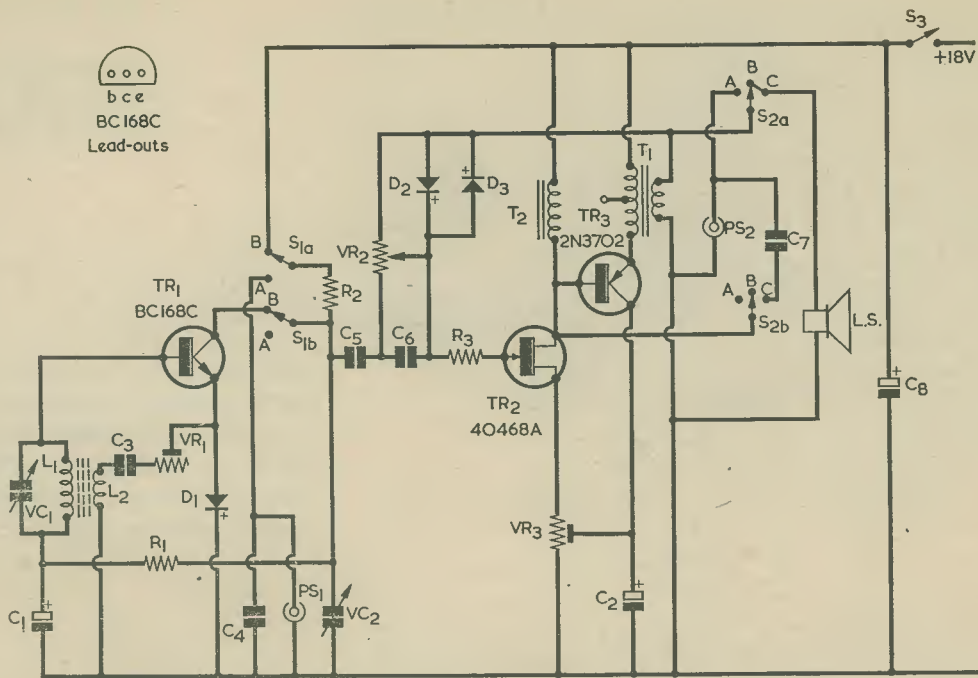 S3
+18V
b c e
BC168C
Lead-outs
A
B
C
S2a
T1
D2
+
+
D3
T2
TR3
2N3702
PS2
C7
B
S1a
VR2
R2
A
B
S1b
A
TR1
BC168C
A
B
C
S2b
L.S.
C5
C6
R3
TR2
40468A
+
C8
C3
VR1
L1
L2
VC1
D1
+
VR3
R1
+
C1
C4
PS1
VC2
+
C2